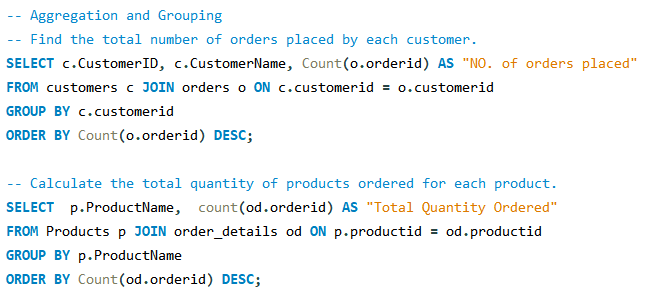 -- Aggregation and Grouping
-- Find the total number of orders placed by each customer.
SELECT c.CustomerID, c.CustomerName, Count(o.orderid) AS "NO. of orders placed"
FROM customers c JOIN orders o ON c.customerid = o.customerid
GROUP BY c.customerid
ORDER BY Count(o.orderid) DESC;
-- Calculate the total quantity of products ordered for each product.
SELECT  p.ProductName,  count(od.orderid) AS "Total Quantity Ordered"
FROM Products p JOIN order_details od ON p.productid = od.productid
GROUP BY p.ProductName
ORDER BY Count(od.orderid) DESC;